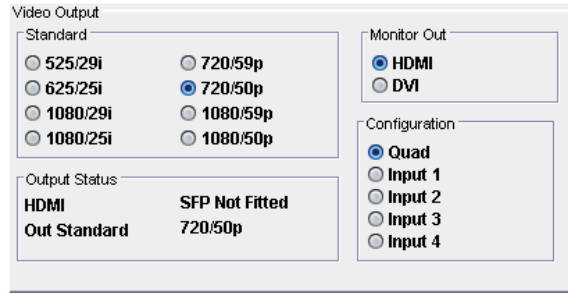 Video Output
Standard
525/29i
720/59p
625/25i
720/50p
1080/29i
1080/59p
1080/25i
1080/50p
Output Status
HDMI
SFP Not Fitted
Out Standard
720/50p
Monitor Out
HDMI
DVI
Configuration
Quad
Input 1
Input 2
Input 3
Input 4